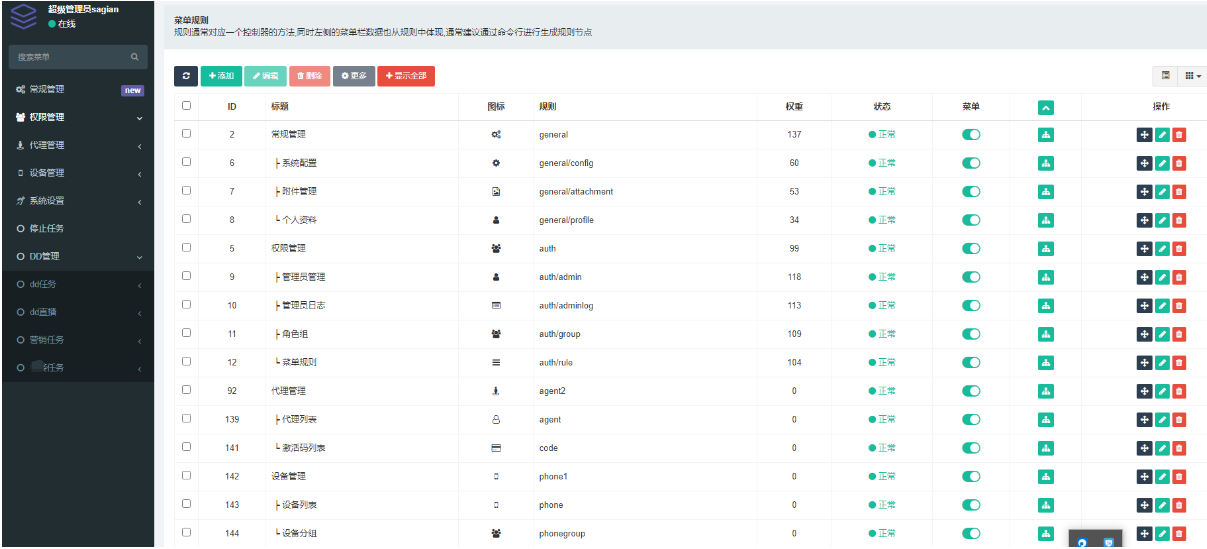 超级管理员sagian
在线
搜索菜单
常规管理 new
权限管理
代理管理
设备管理
系统设置
停止任务
DD管理
dd任务
dd直播
营销任务
任务
菜单规则
规则通常对应一个控制器的方法,同时左侧的菜单栏数据也从规则中体现,通常建议通过命令行进行生成规则节点
添加 编辑 删除 更多 显示全部
ID 标题 图标 规则 权重 状态 菜单 操作
2 常规管理 general 137 正常
6 ├ 系统配置 general/config 60 正常
7 ├ 附件管理 general/attachment 53 正常
8 └ 个人资料 general/profile 34 正常
5 权限管理 auth 99 正常
9 ├ 管理员管理 auth/admin 118 正常
10 ├ 管理员日志 auth/adminlog 113 正常
11 ├ 角色组 auth/group 109 正常
12 └ 菜单规则 auth/rule 104 正常
92 代理管理 agent2 0 正常
139 ├ 代理列表 agent 0 正常
141 └ 激活码列表 code 0 正常
142 设备管理 phone1 0 正常
143 ├ 设备列表 phone 0 正常
144 └ 设备分组 phonegroup 0 正常